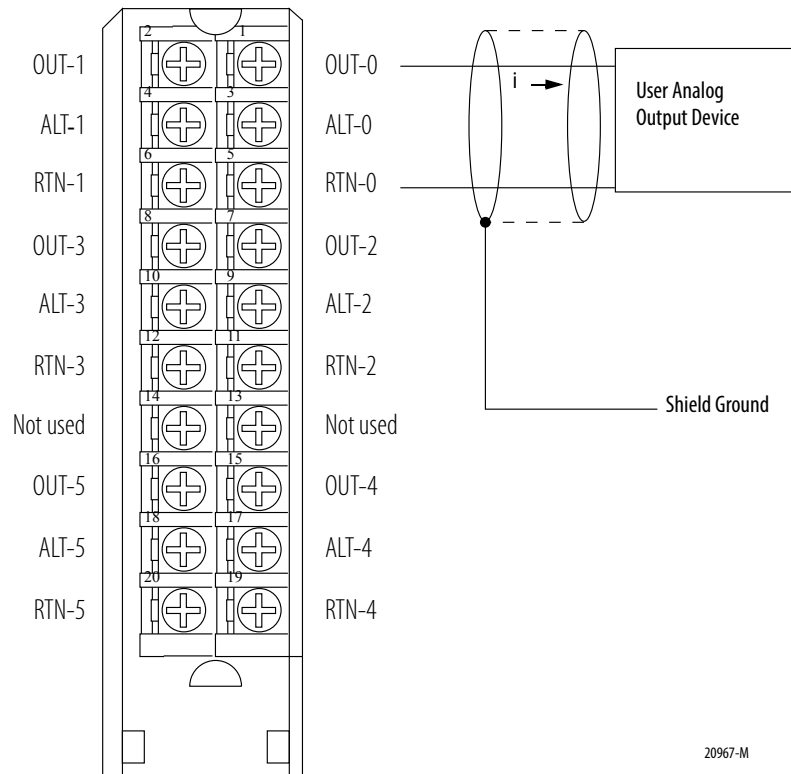 2 1
OUT-1 OUT-0
4 3
ALT-1 ALT-0
6 5
RTN-1 RTN-0
8 7
OUT-3 OUT-2
10 9
ALT-3 ALT-2
12 11
RTN-3 RTN-2
14 13
Not used Not used
16 15
OUT-5 OUT-4
18 17
ALT-5 ALT-4
20 19
RTN-5 RTN-4
i
User Analog
Output Device
Shield Ground
20967-M